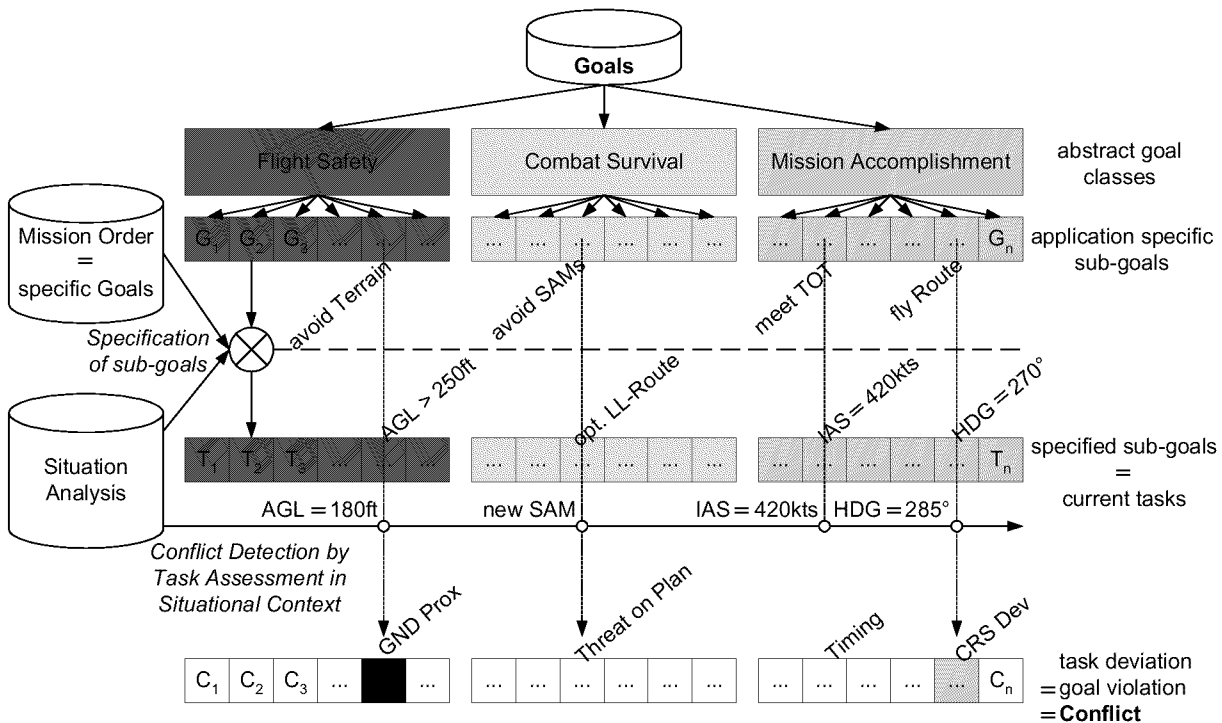 Goals
Flight Safety
Combat Survival
Mission Accomplishment
abstract goal
classes
Mission Order
=
specific Goals
G1 G2 G3 ... ... ...
... ... ... ... ... ...
... ... ... ... ... Gn
application specific
sub-goals
avoid Terrain
avoid SAMs
meet TOT
fly Route
Specification
of sub-goals
AGL > 250ft
opt. LL-Route
IAS = 420kts
HDG = 270°
Situation
Analysis
T1 T2 T3 ... ... ...
... ... ... ... ... ...
... ... ... ... ... Tn
specified sub-goals
=
current tasks
AGL = 180ft
new SAM
IAS = 420kts
HDG = 285°
Conflict Detection by
Task Assessment in
Situational Context
GND Prox
Threat on Plan
Timing
CRS Dev
C1 C2 C3 ... ...
... ... ... ... ... ...
... ... ... ... ... Cn
task deviation
= goal violation
= Conflict